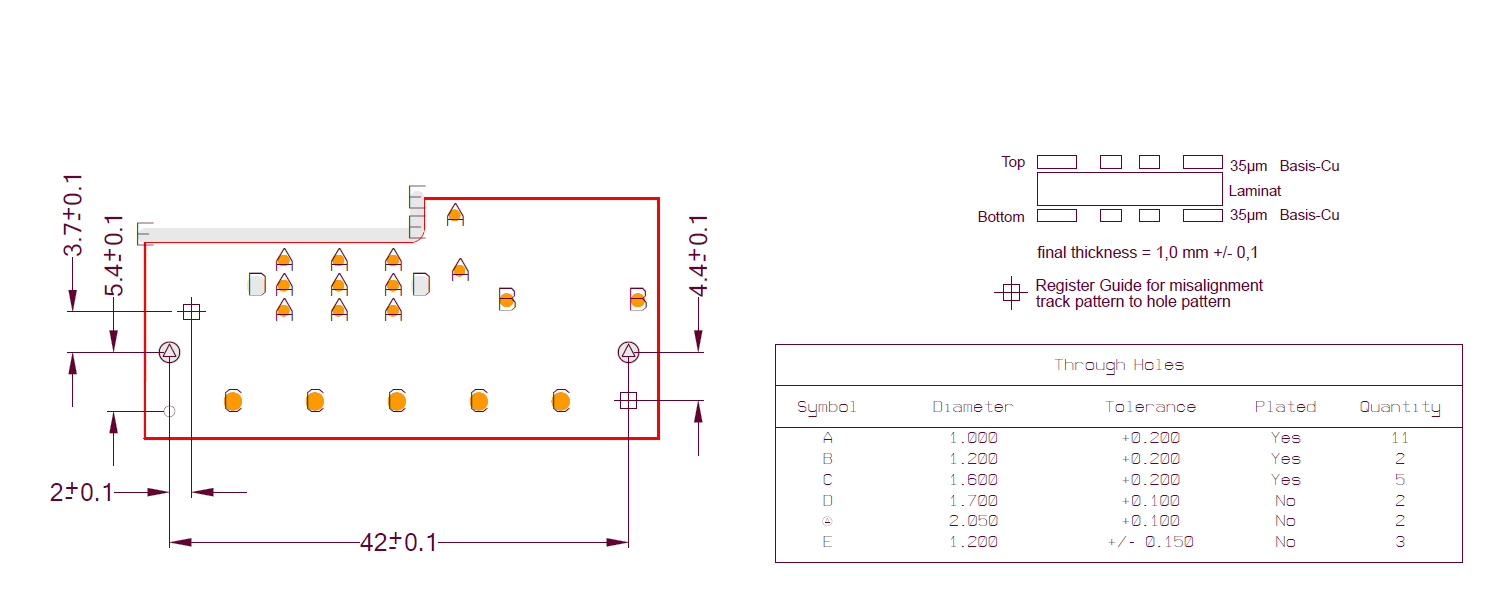 3.7±0.1
5.4±0.1
4.4±0.1
2±0.1
42±0.1
E
E
E
A
A
A A A
D A A A D
A A A
B B
A A
C C C C C
Top 35µm Basis-Cu
Laminat
Bottom 35µm Basis-Cu
final thickness = 1,0 mm +/- 0,1
Register Guide for misalignment
track pattern to hole pattern
Through Holes
Symbol Diameter Tolerance Plated Quantity
A 1.000 +0.200 Yes 11
B 1.200 +0.200 Yes 2
C 1.600 +0.200 Yes 5
D 1.700 +0.100 No 2
2.050 +0.100 No 2
E 1.200 +/- 0.150 No 3